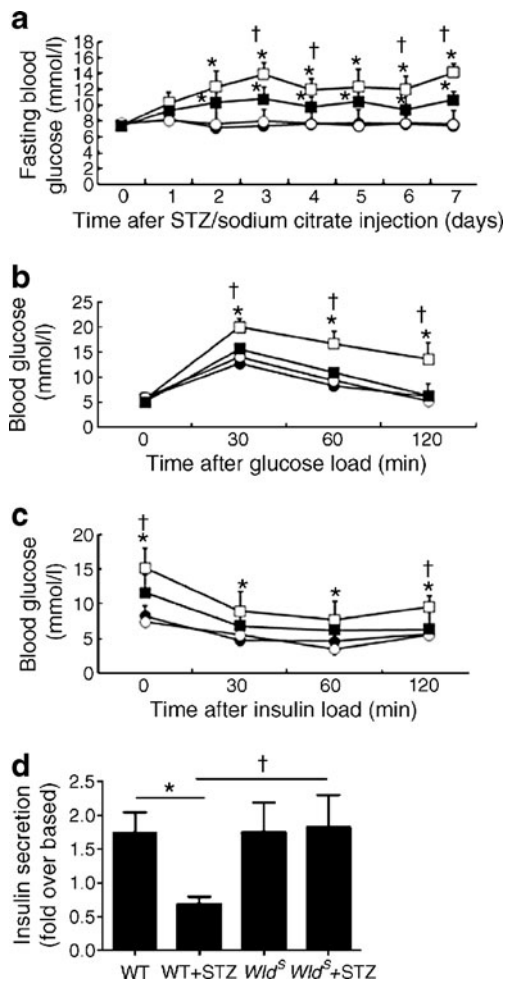 a
Fasting blood
glucose (mmol/l)
† † † †
* * * * * *
* * * * * *
18
16
14
12
10
8
6
4
2
0
0 1 2 3 4 5 6 7
Time afer STZ/sodium citrate injection (days)
b
Blood glucose
(mmol/l)
† † †
* * *
25
20
15
10
5
0
0 30 60 120
Time after glucose load (min)
c
Blood glucose
(mmol/l)
† †
* * * *
20
15
10
5
0
0 30 60 120
Time after insulin load (min)
d
Insulin secretion
(fold over based)
* †
2.5
2.0
1.5
1.0
0.5
0.0
WT WT+STZ Wldˢ Wldˢ+STZ